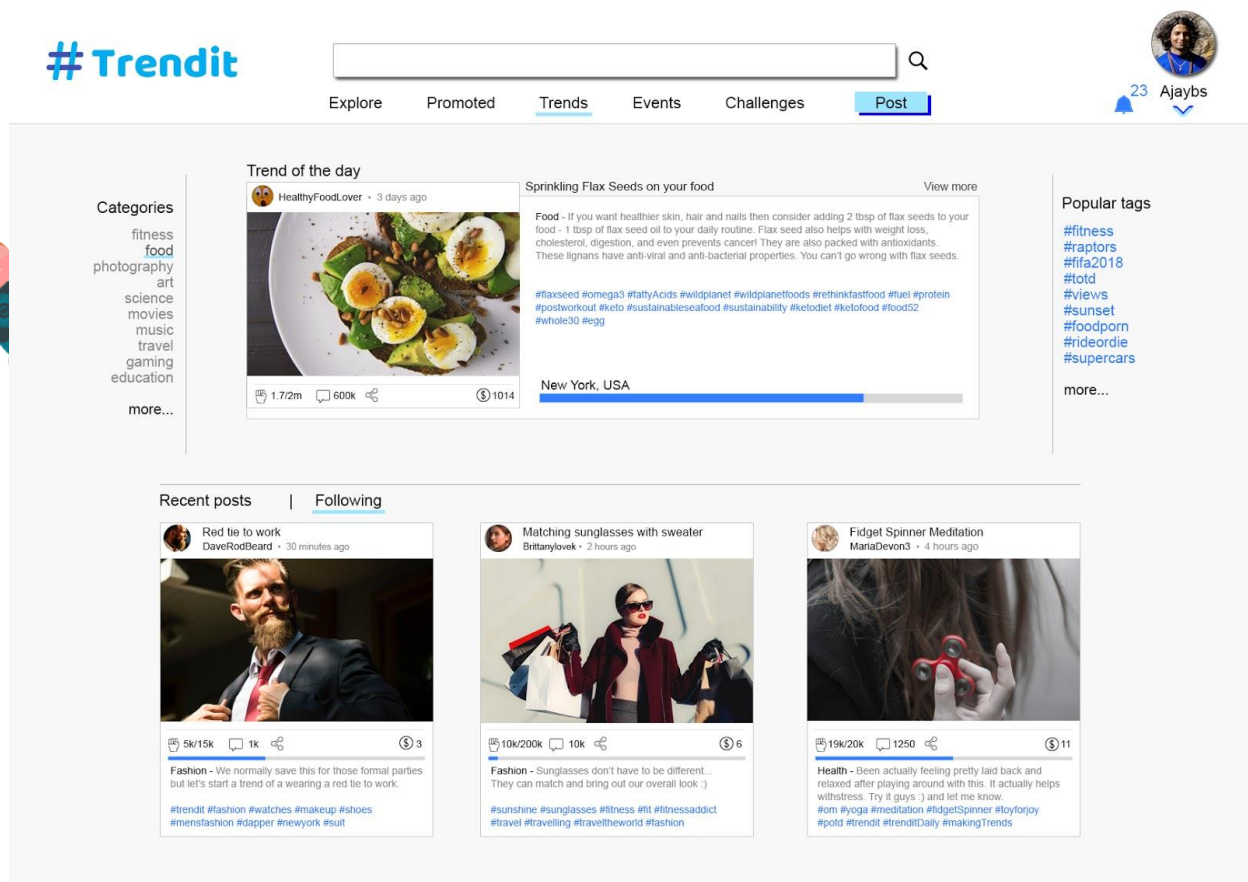 # Trendit
Explore Promoted Trends Events Challenges Post
23 Ajaybs
Categories
fitness
food
photography
art
science
movies
music
travel
gaming
education
more...
Trend of the day
HealthyFoodLover • 3 days ago
1.7/2m 600k $ 1014
Sprinkling Flax Seeds on your food View more
Food - If you want healthier skin, hair and nails then consider adding 2 tbsp of flax seeds to your
food - 1 tbsp of flax seed oil to your daily routine. Flax seed also helps with weight loss,
cholesterol, digestion, and even prevents cancer! They are also packed with antioxidants.
These lignans have anti-viral and anti-bacterial properties. You can't go wrong with flax seeds.
#flaxseed #omega3 #fattyAcids #wildplanet #wildplanetfoods #rethinkfastfood #fuel #protein
#postworkout #keto #sustainableseafood #sustainability #ketodiet #ketofood #food52
#whole30 #egg
New York, USA
Popular tags
#fitness
#raptors
#fifa2018
#totd
#views
#sunset
#foodporn
#rideordie
#supercars
more...
Recent posts | Following
Red tie to work
DaveRodBeard • 30 minutes ago
5k/15k 1k $ 3
Fashion - We normally save this for those formal parties
but let's start a trend of a wearing a red tie to work.
#trendit #fashion #watches #makeup #shoes
#mensfashion #dapper #newyork #suit
Matching sunglasses with sweater
Brittanylovek • 2 hours ago
10k/200k 10k $ 6
Fashion - Sunglasses don't have to be different...
They can match and bring out our overall look :)
#sunshine #sunglasses #fitness #fit #fitnessaddict
#travel #travelling #traveltheworld #fashion
Fidget Spinner Meditation
MariaDevon3 • 4 hours ago
19k/20k 1250 $ 11
Health - Been actually feeling pretty laid back and
relaxed after playing around with this. It actually helps
withstress. Try it guys :) and let me know.
#om #yoga #meditation #fidgetSpinner #toyforjoy
#potd #trendit #trenditDaily #makingTrends